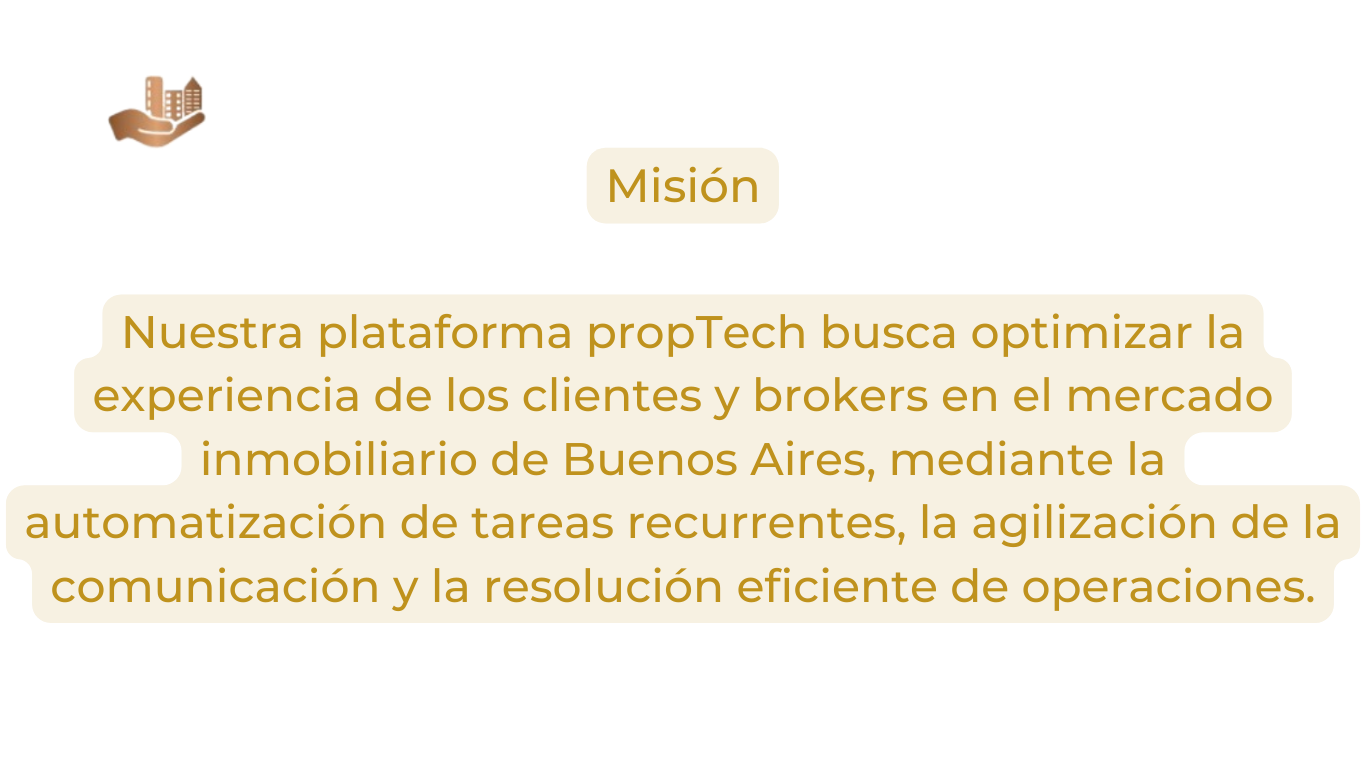 Misión
Nuestra plataforma propTech busca optimizar la
experiencia de los clientes y brokers en el mercado
inmobiliario de Buenos Aires, mediante la
automatización de tareas recurrentes, la agilización de la
comunicación y la resolución eficiente de operaciones.